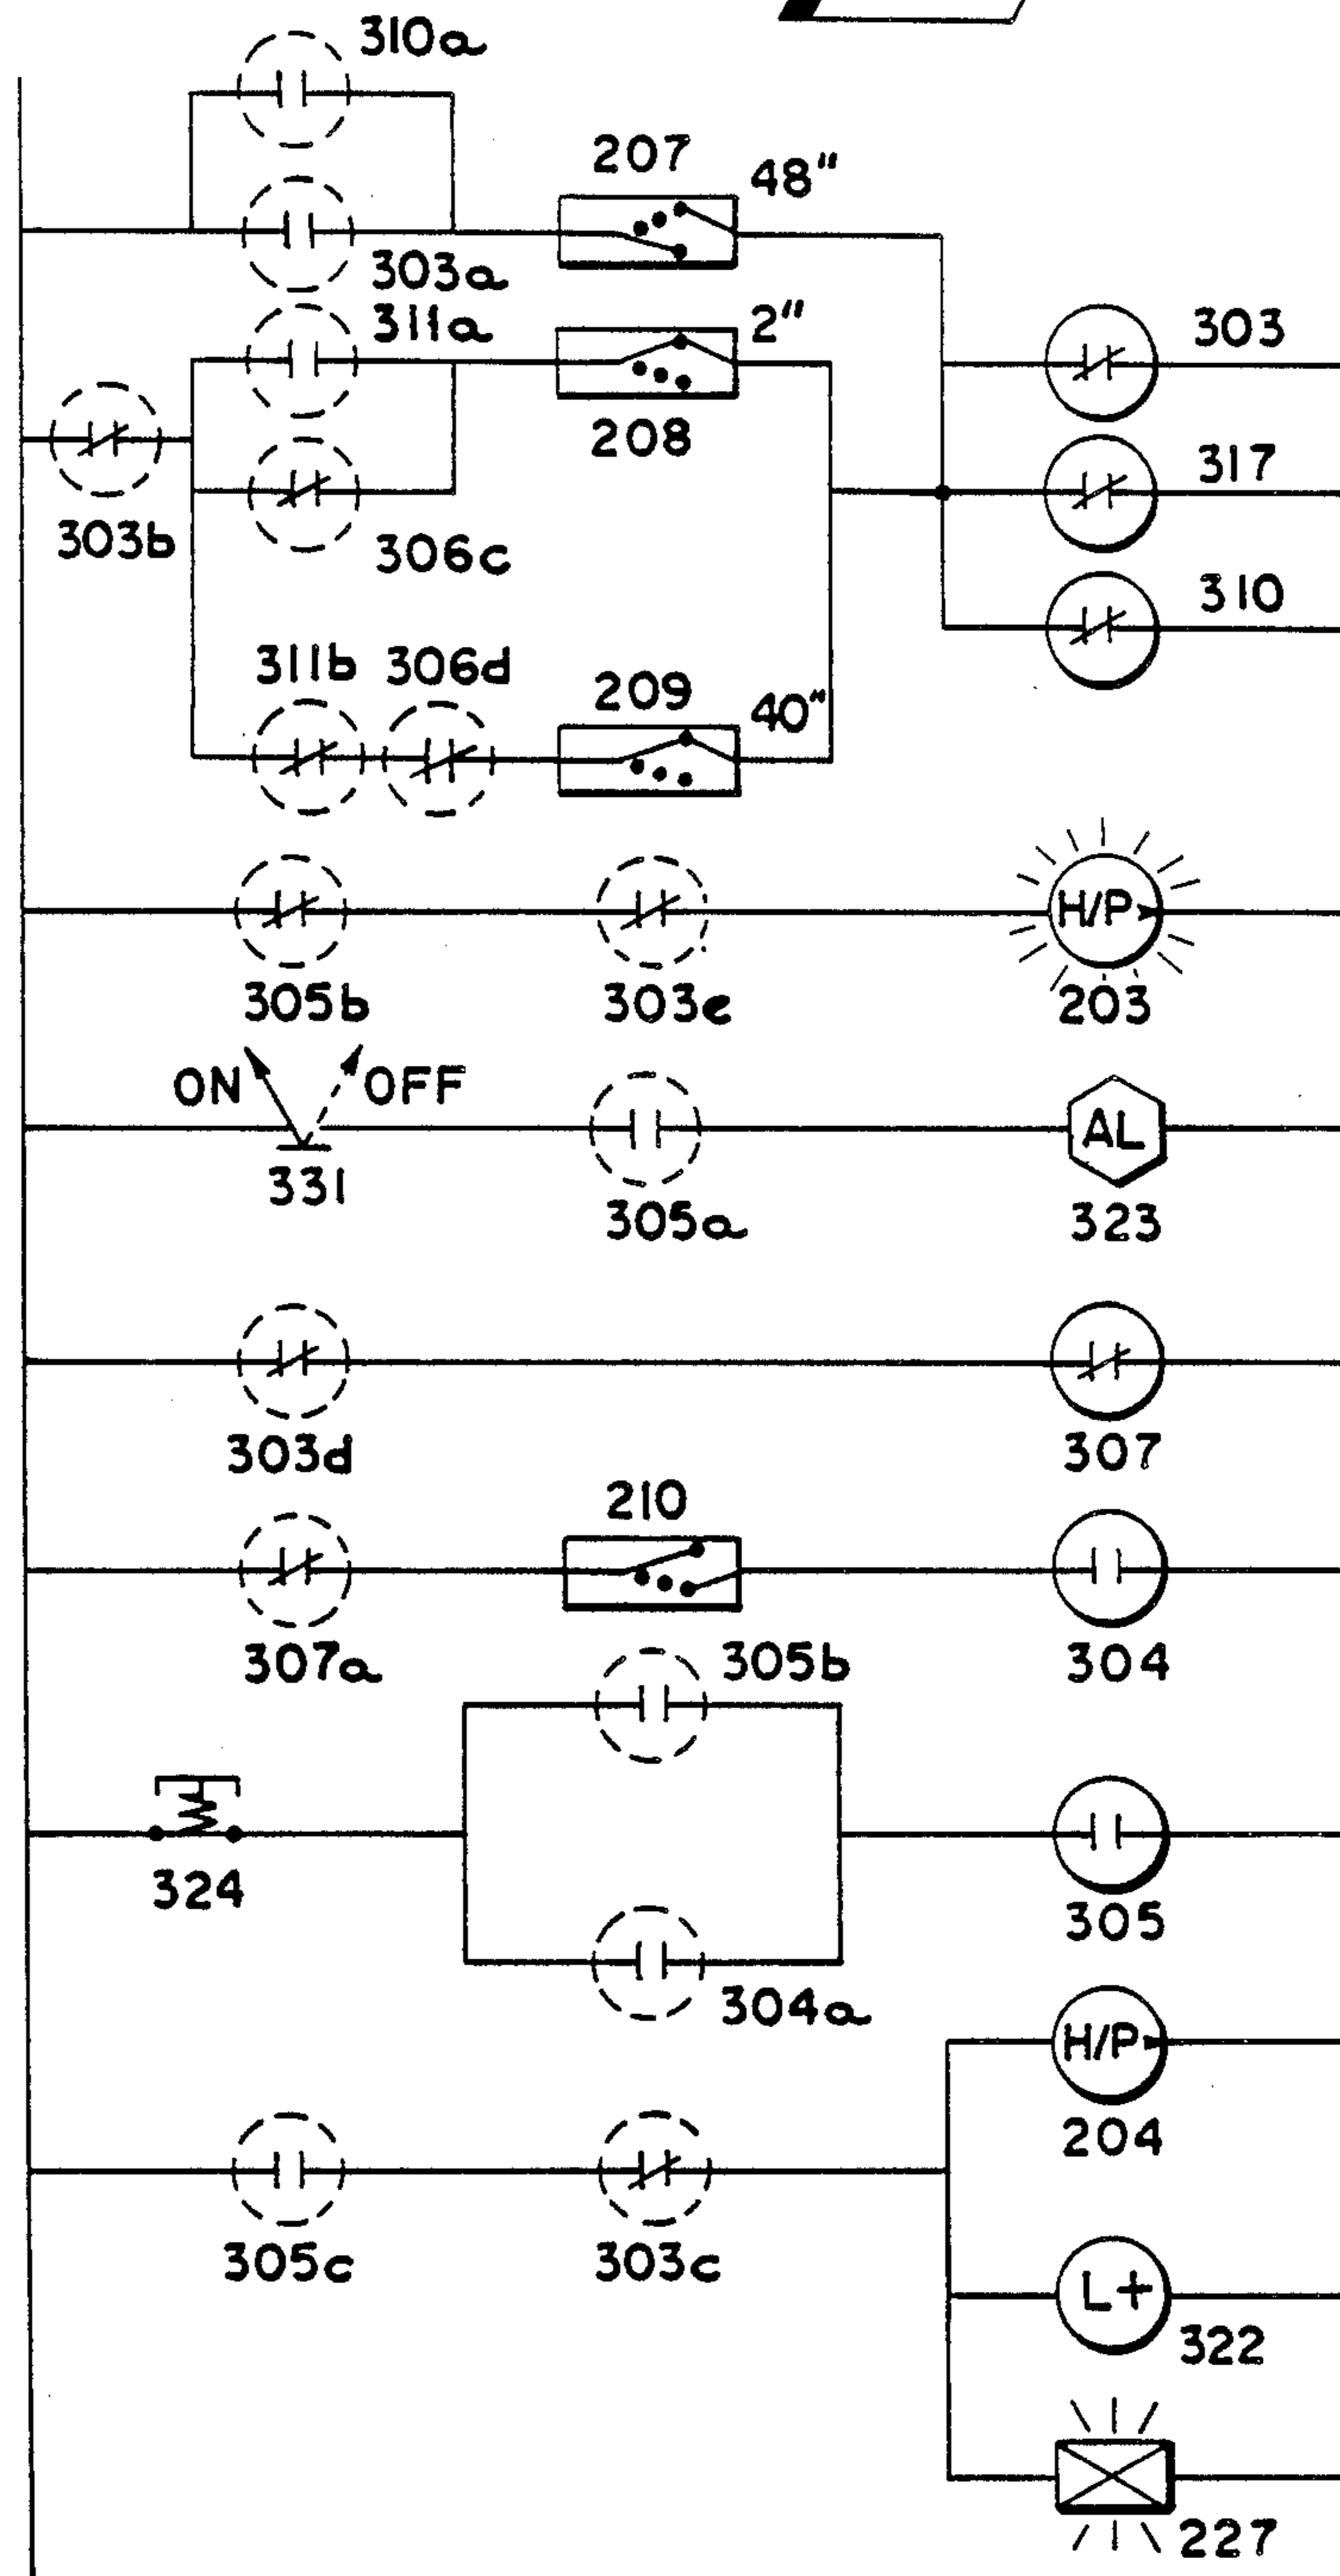 310a
207 48"
303a
311a 2" 303
208
303b 306c 317
310
311b 306d 209 40"
H/P
305b 303e 203
ON OFF
AL
331 305a 323
303d 307
210
307a 305b 304
324 305
304a
H/P
204
305c 303c
L+
322
227